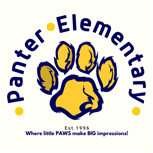 Panter Elementary
Est.1996
Where little PAWS make BIG impressions!